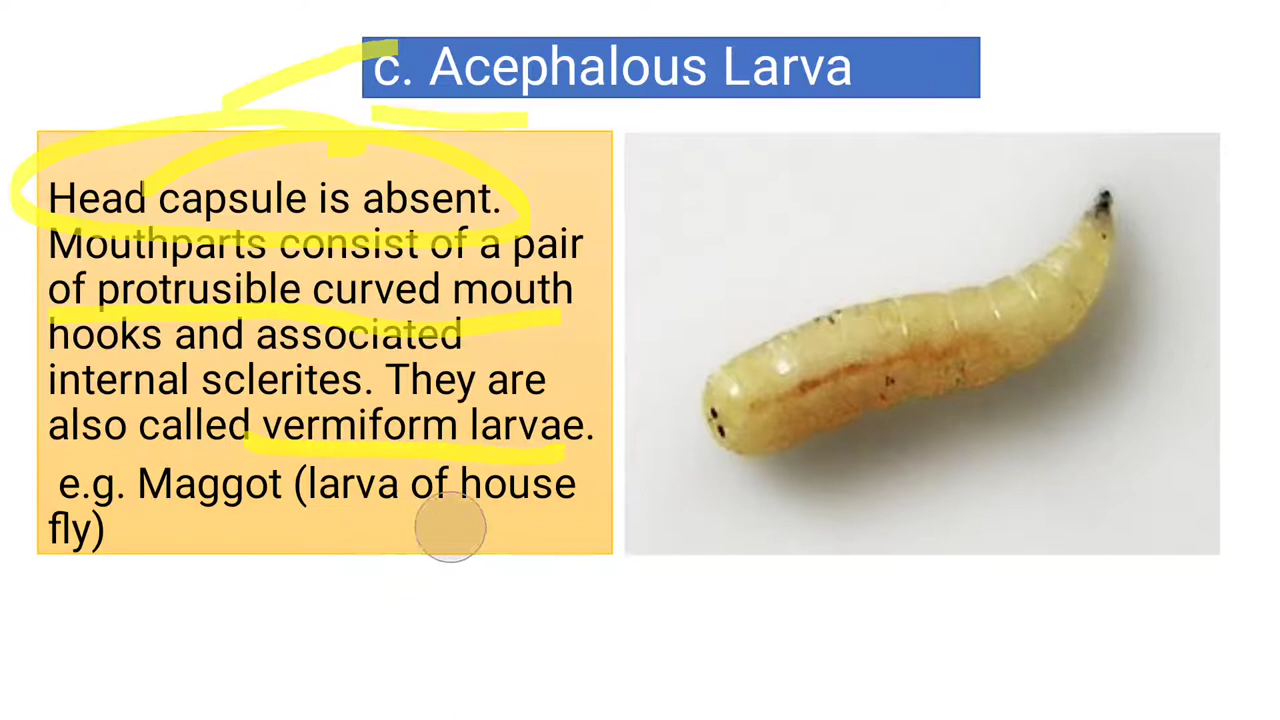 c. Acephalous Larva
Head capsule is absent.
Mouthparts consist of a pair
of protrusible curved mouth
hooks and associated
internal sclerites. They are
also called vermiform larvae.
e.g. Maggot (larva of house
fly)